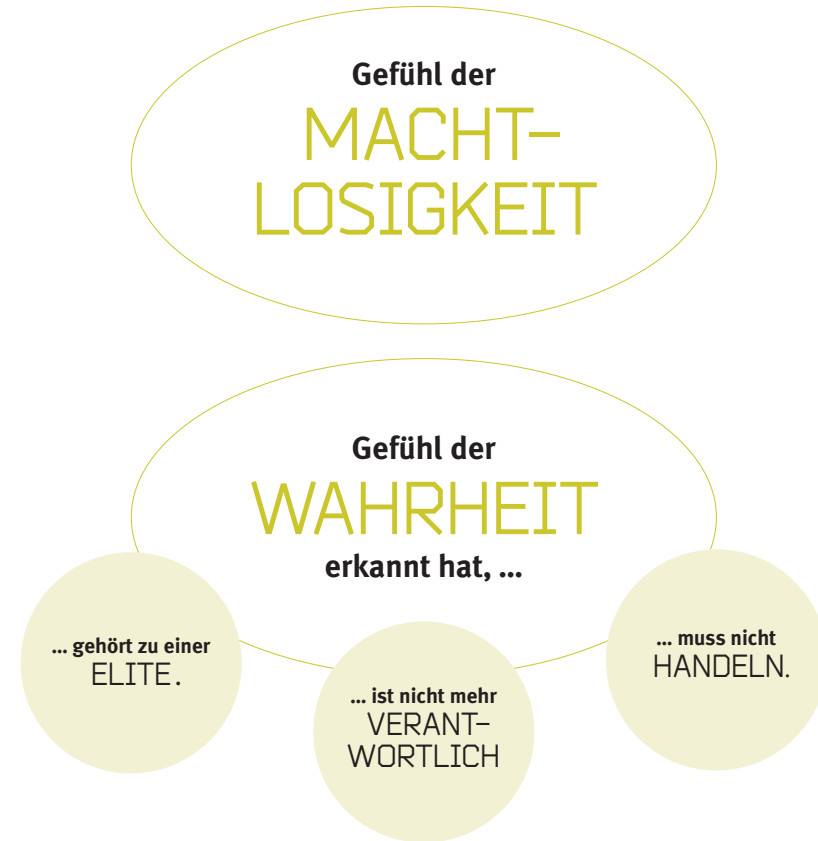 Gefühl der
MACHT-
LOSIGKEIT
Gefühl der
WAHRHEIT
erkannt hat, ...
... gehört zu einer
ELITE.
... ist nicht mehr
VERANT-
WORTLICH
... muss nicht
HANDELN.